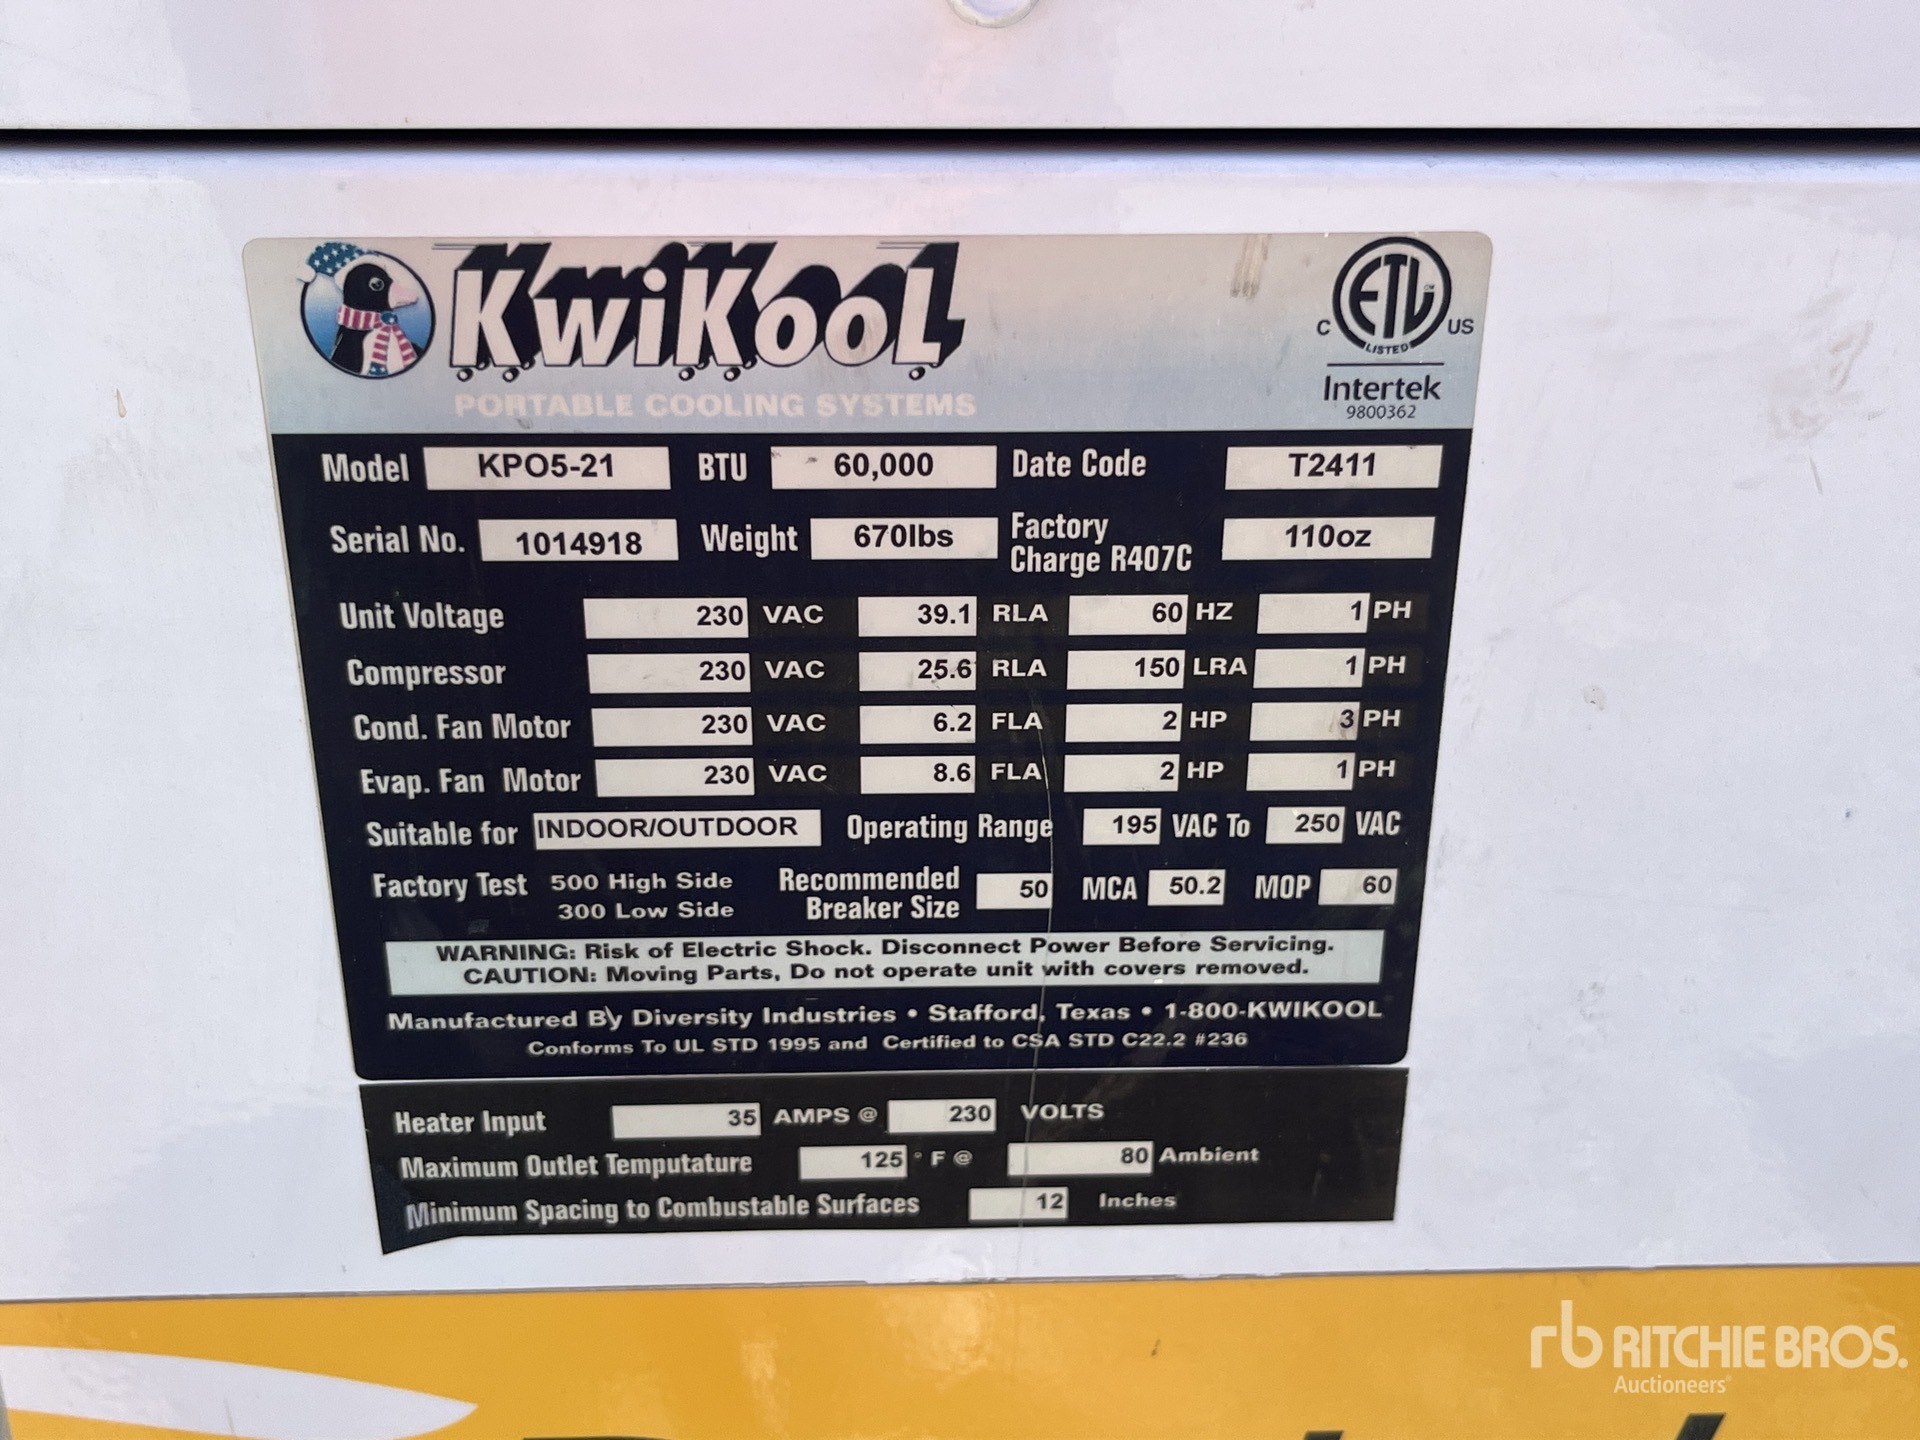 KwiKool
PORTABLE COOLING SYSTEMS
C ETL CM US
LISTED
Intertek
9800362
Model KPO5-21 BTU 60,000 Date Code T2411
Serial No. 1014918 Weight 670lbs Factory Charge R407C 110oz
Unit Voltage 230 VAC 39.1 RLA 60 HZ 1 PH
Compressor 230 VAC 25.6 RLA 150 LRA 1 PH
Cond. Fan Motor 230 VAC 6.2 FLA 2 HP 3 PH
Evap. Fan Motor 230 VAC 8.6 FLA 2 HP 1 PH
Suitable for INDOOR/OUTDOOR Operating Range 195 VAC To 250 VAC
Factory Test 500 High Side
300 Low Side
Recommended
Breaker Size 50 MCA 50.2 MOP 60
WARNING: Risk of Electric Shock. Disconnect Power Before Servicing.
CAUTION: Moving Parts, Do not operate unit with covers removed.
Manufactured By Diversity Industries • Stafford, Texas • 1-800-KWIKOOL
Conforms To UL STD 1995 and Certified to CSA STD C22.2 #236
Heater Input 35 AMPS @ 230 VOLTS
Maximum Outlet Temputature 125 ° F @ 80 Ambient
Minimum Spacing to Combustable Surfaces 12 Inches
rb RITCHIE BROS.
Auctioneers